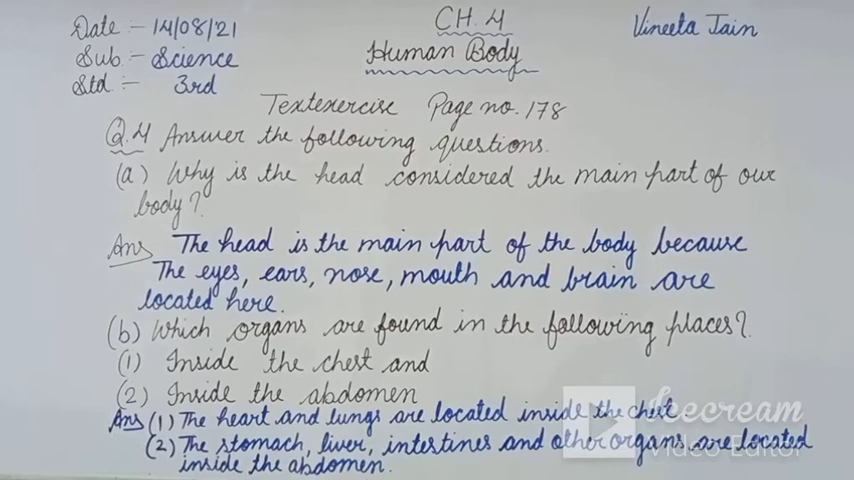 Date :- 14/08/21
CH.4
Vineeta Jain
Sub :- Science
Human Body
Std :- 3rd
Textexercise Page no. 178
Q.4 Answer the following questions.
(a) Why is the head considered the main part of our
body?
Ans The head is the main part of the body because
The eyes, ears, nose, mouth and brain are
located here.
(b) Which organs are found in the following places?
(1) Inside the chest and
(2) Inside the abdomen
Ans (1) The heart and lungs are located inside the chest
(2) The stomach, liver, intestines and other organs are located
inside the abdomen.
Icecream
Video Editor